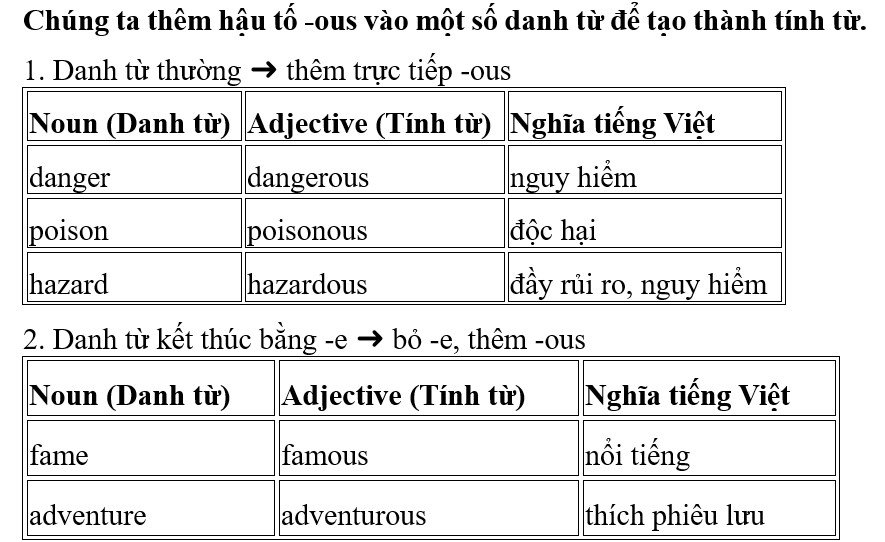 Chúng ta thêm hậu tố -ous vào một số danh từ để tạo thành tính từ.
1. Danh từ thường ➔ thêm trực tiếp -ous
Noun (Danh từ) Adjective (Tính từ) Nghĩa tiếng Việt
danger dangerous nguy hiểm
poison poisonous độc hại
hazard hazardous đầy rủi ro, nguy hiểm
2. Danh từ kết thúc bằng -e ➔ bỏ -e, thêm -ous
Noun (Danh từ) Adjective (Tính từ) Nghĩa tiếng Việt
fame famous nổi tiếng
adventure adventurous thích phiêu lưu